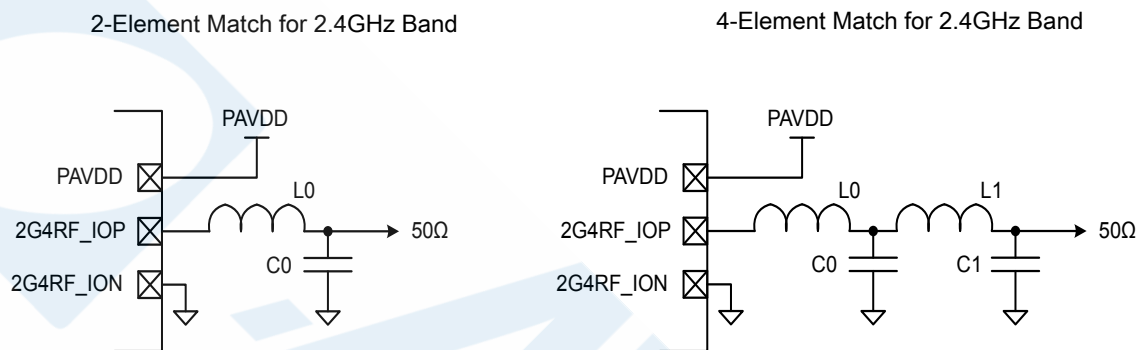 2-Element Match for 2.4GHz Band
PAVDD
PAVDD
L0
2G4RF_IOP
50Ω
C0
2G4RF_ION
4-Element Match for 2.4GHz Band
PAVDD
PAVDD
L0
L1
2G4RF_IOP
50Ω
C0
C1
2G4RF_ION